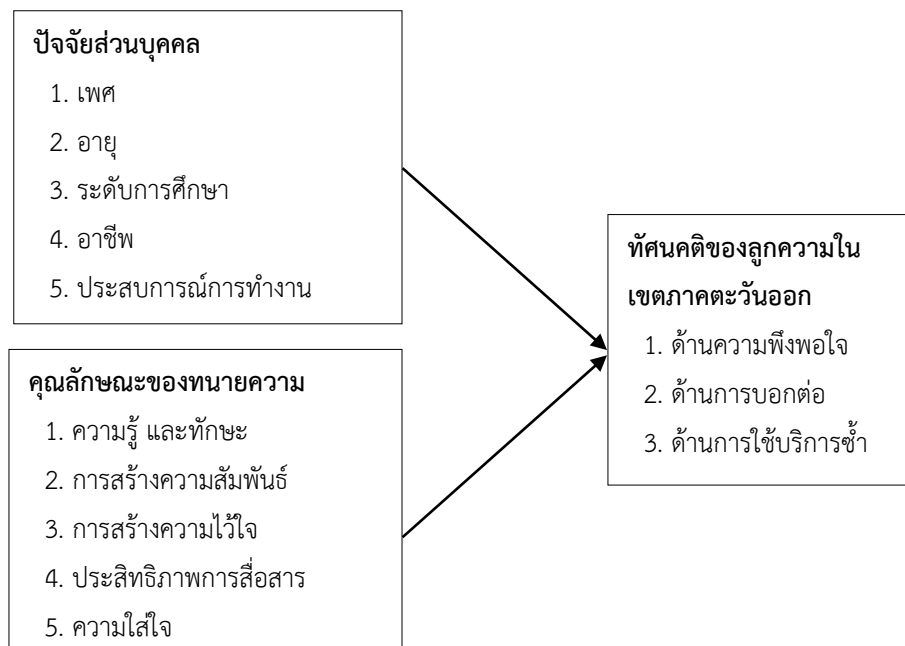 ปัจจัยส่วนบุคคล
1. เพศ
2. อายุ
3. ระดับการศึกษา
4. อาชีพ
5. ประสบการณ์การทำงาน
คุณลักษณะของทนายความ
1. ความรู้ และทักษะ
2. การสร้างความสัมพันธ์
3. การสร้างความไว้ใจ
4. ประสิทธิภาพการสื่อสาร
5. ความใส่ใจ
ทัศนคติของลูกความใน
เขตภาคตะวันออก
1. ด้านความพึงพอใจ
2. ด้านการบอกต่อ
3. ด้านการใช้บริการซ้ำ